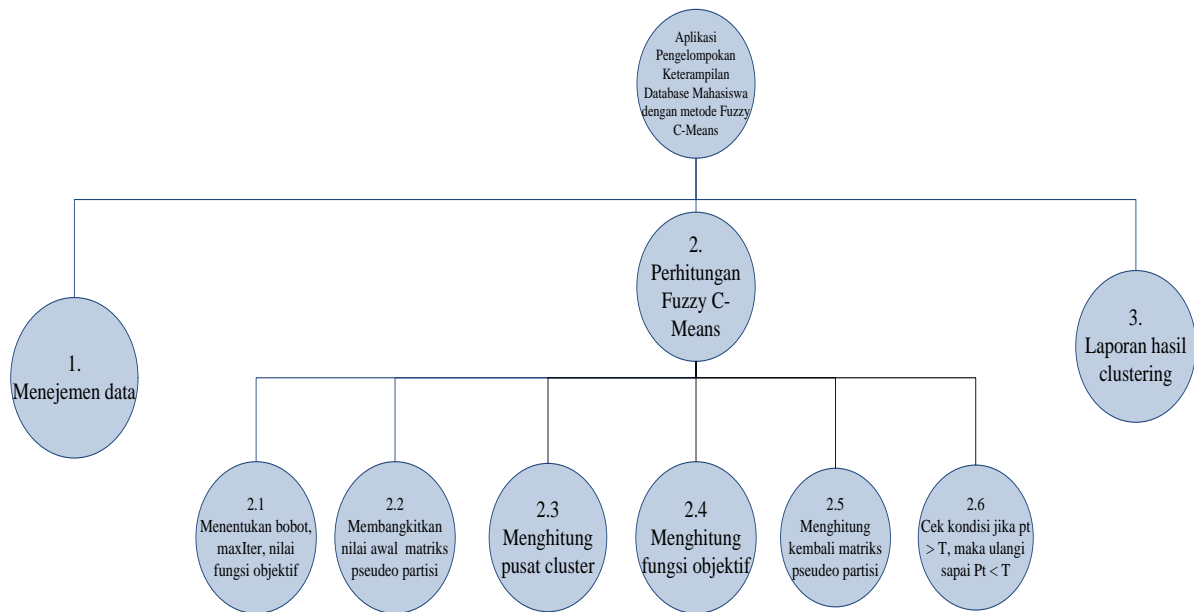 Aplikasi
Pengelompokan
Keterampilan
Database Mahasiswa
dengan metode Fuzzy
C-Means
1.
Menejemen data
2.
Perhitungan
Fuzzy C-
Means
3.
Laporan hasil
clustering
2.1
Menentukan bobot,
maxIter, nilai
fungsi objektif
2.2
Membangkitkan
nilai awal matriks
pseudeo partisi
2.3
Menghitung
pusat cluster
2.4
Menghitung
fungsi objektif
2.5
Menghitung
kembali matriks
pseudeo partisi
2.6
Cek kondisi jika pt
> T, maka ulangi
sapai Pt < T